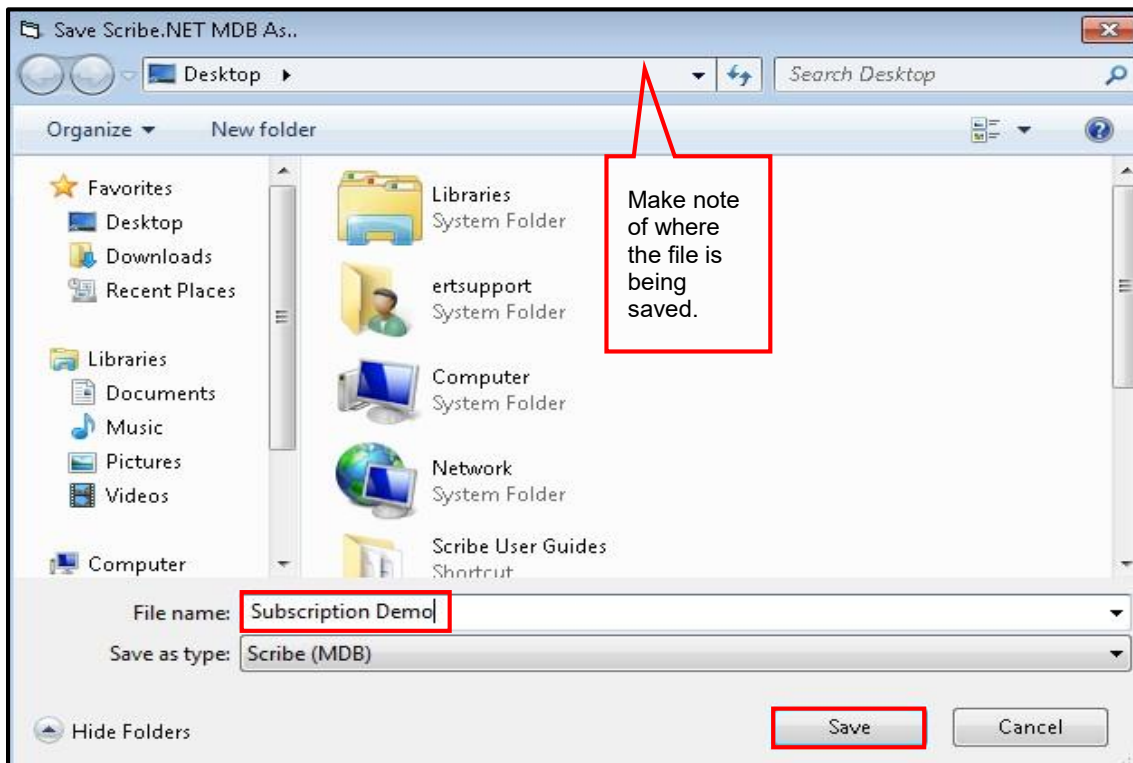 Save Scribe.NET MDB As..
Desktop
Search Desktop
Organize
New folder
Favorites
Desktop
Downloads
Recent Places
Libraries
Documents
Music
Pictures
Videos
Computer
Libraries
System Folder
ertsupport
System Folder
Computer
System Folder
Network
System Folder
Scribe User Guides
Shortcut
Make note
of where
the file is
being
saved.
File name: Subscription Demo
Save as type: Scribe (MDB)
Hide Folders
Save
Cancel